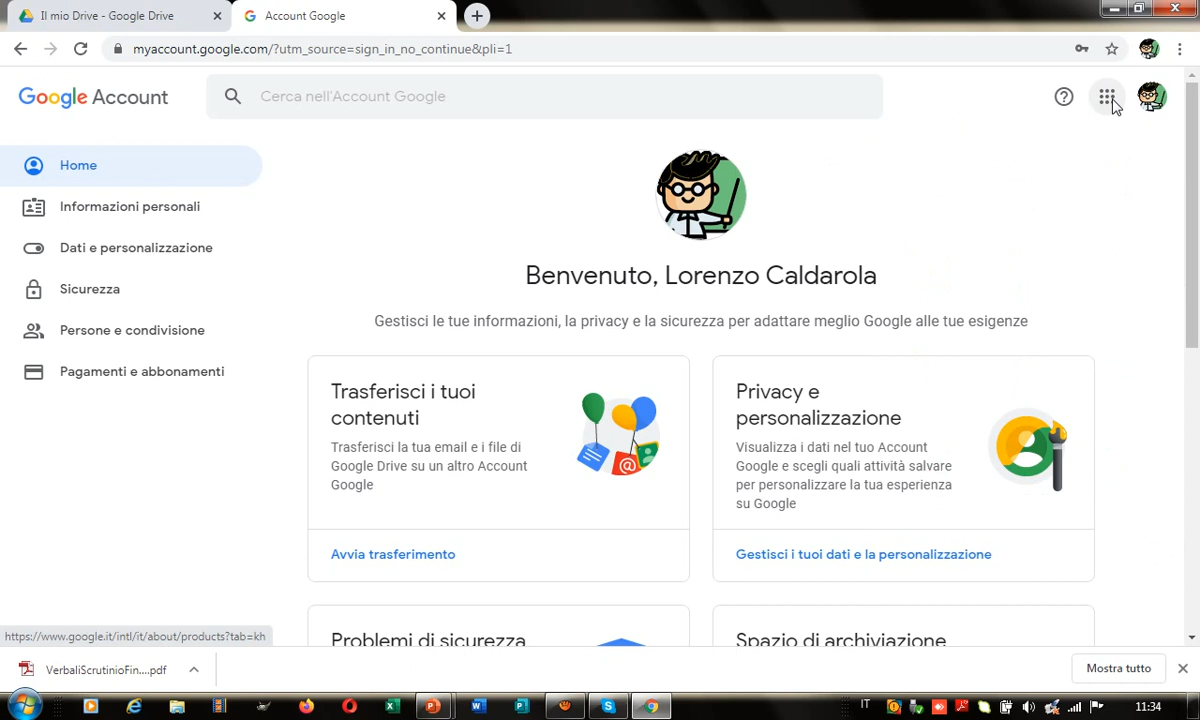 Il mio Drive - Google Drive
Account Google
myaccount.google.com/?utm_source=sign_in_no_continue&pli=1
Google Account
Cerca nell'Account Google
Home
Informazioni personali
Dati e personalizzazione
Sicurezza
Persone e condivisione
Pagamenti e abbonamenti
Benvenuto, Lorenzo Caldarola
Gestisci le tue informazioni, la privacy e la sicurezza per adattare meglio Google alle tue esigenze
Trasferisci i tuoi
contenuti
Trasferisci la tua email e i file di
Google Drive su un altro Account
Google
Avvia trasferimento
Privacy e
personalizzazione
Visualizza i dati nel tuo Account
Google e scegli quali attività salvare
per personalizzare la tua esperienza
su Google
Gestisci i tuoi dati e la personalizzazione
Problemi di sicurezza
Spazio di archiviazione
https://www.google.it/intl/it/about/products?tab=kh
VerbaliScrutinioFin....pdf
Mostra tutto
IT
11:34